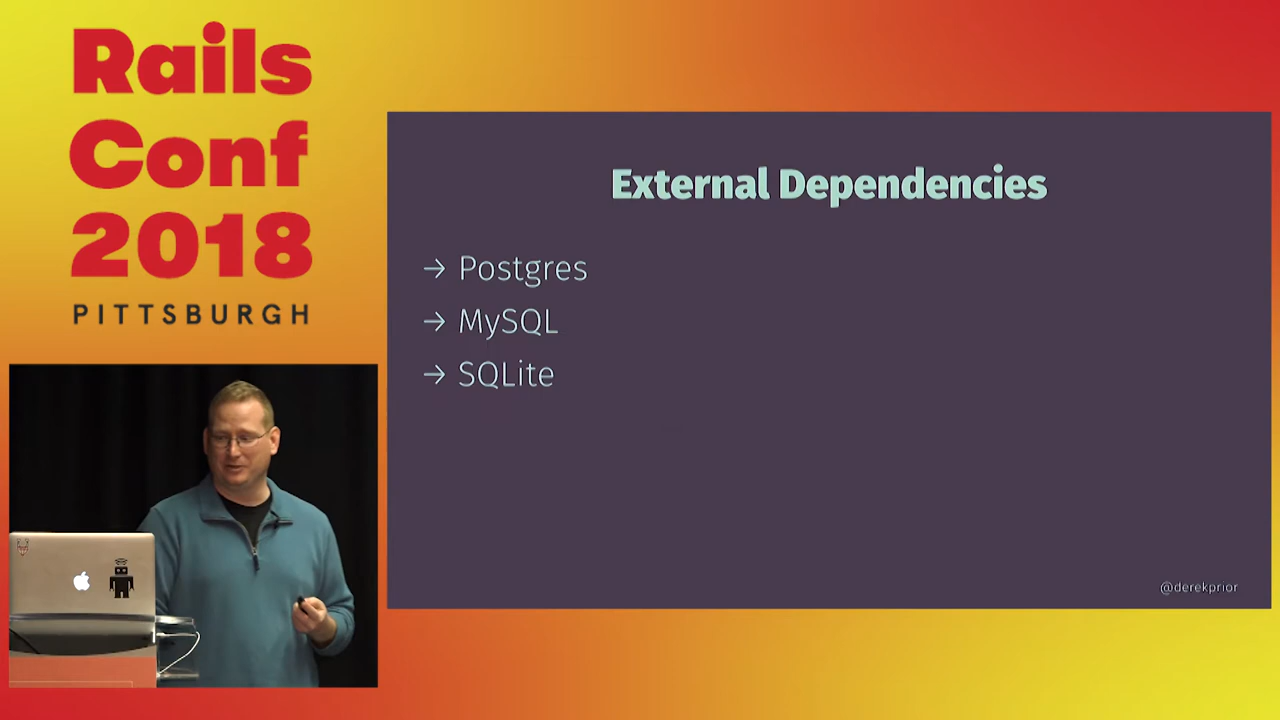 Rails
Conf
2018
PITTSBURGH
External Dependencies
→ Postgres
→ MySQL
→ SQLite
@derekprior